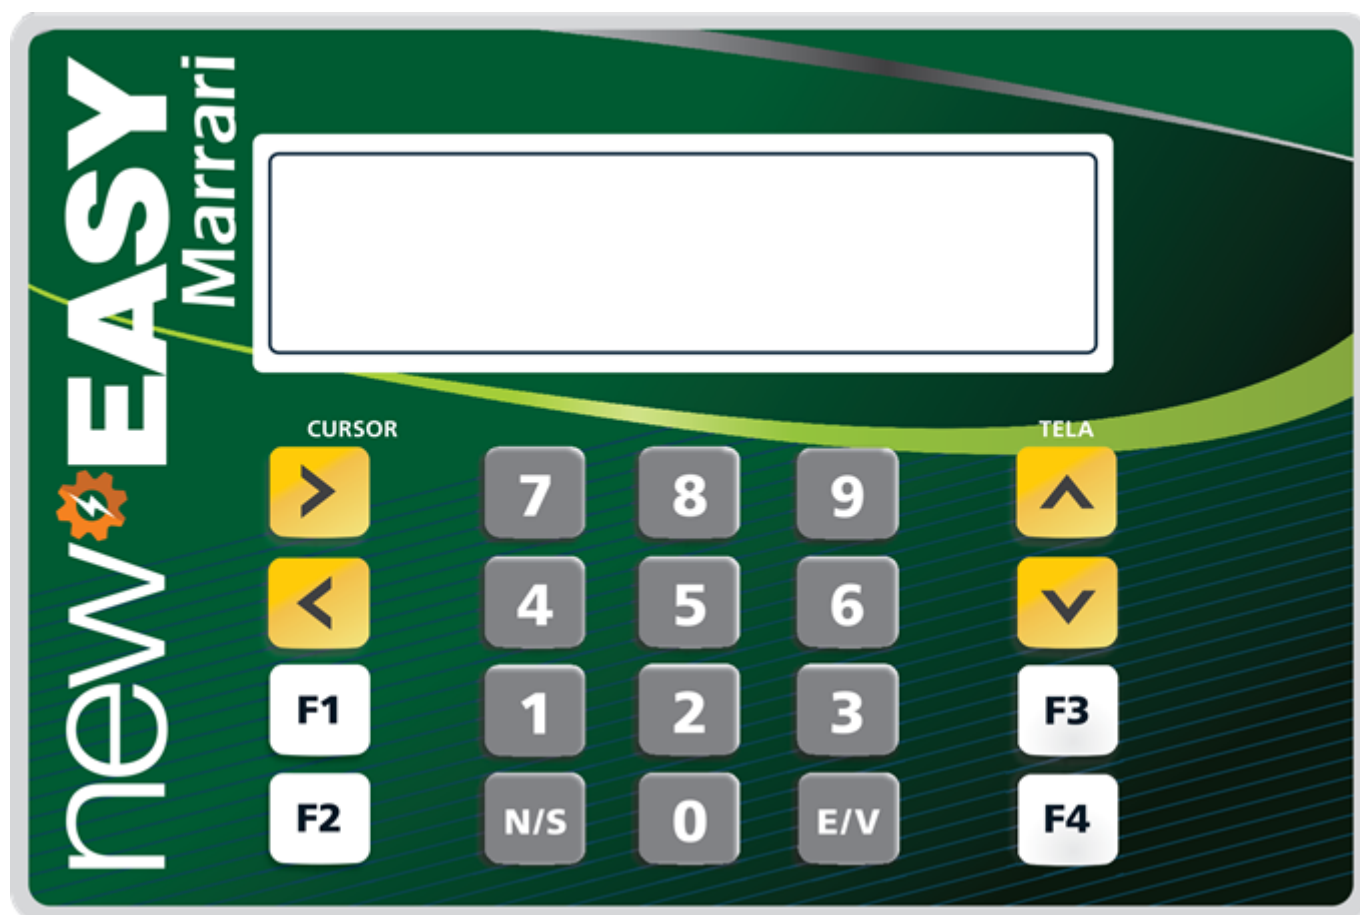 new EASY
Marrari
CURSOR TELA
> 7 8 9 ^
< 4 5 6 v
F1 1 2 3 F3
F2 N/S 0 E/V F4